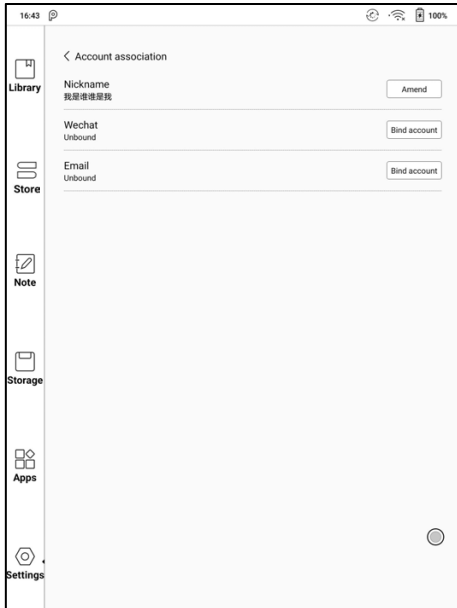 16:43
100%
Library
Store
Note
Storage
Apps
Settings
Account association
Nickname
我是谁谁是我
Amend
Wechat
Unbound
Bind account
Email
Unbound
Bind account